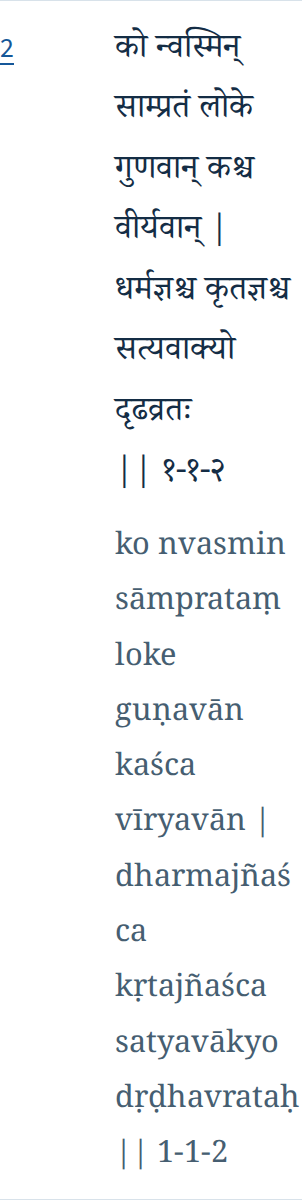 2
को न्वस्मिन्
साम्प्रतं लोके
गुणवान् कश्च
वीर्यवान् |
धर्मज्ञश्च कृतज्ञश्च
सत्यवाक्यो
दृढव्रतः
|| १-१-२
ko nvasmin
sāmprataṃ
loke
guṇavān
kaśca
vīryavān |
dharmajñaś
ca
kṛtajñaśca
satyavākyo
dṛḍhavrataḥ
|| 1-1-2